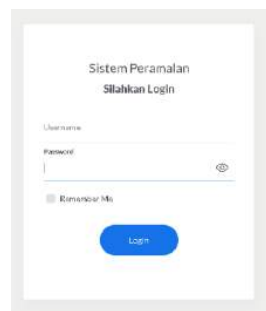 Sistem Peramalan
Silahkan Login
Username
Password
Remember Me
Login